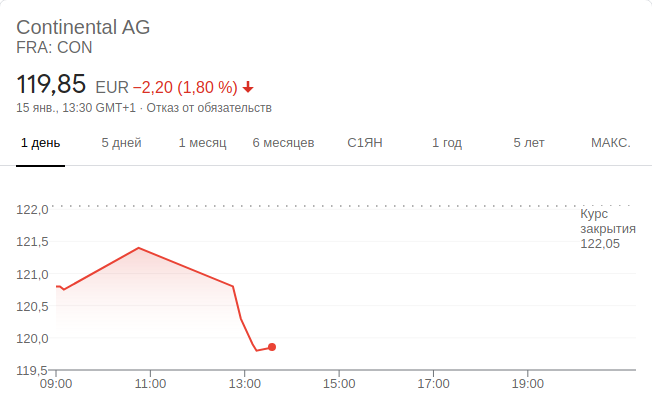 Continental AG
FRA: CON
119,85 EUR −2,20 (1,80 %)
15 янв., 13:30 GMT+1 · Отказ от обязательств
1 день 5 дней 1 месяц 6 месяцев С1ЯН 1 год 5 лет МАКС.
122,0
Курс
закрытия
122,05
121,5
121,0
120,5
120,0
119,5
09:00 11:00 13:00 15:00 17:00 19:00